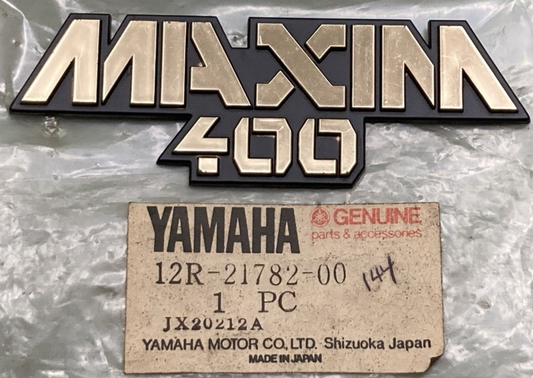 MAXIM
400
YAMAHA GENUINE
parts & accessories
12R-21782-00 144
1 PC
JX20212A
YAMAHA MOTOR CO., LTD. Shizuoka Japan
MADE IN JAPAN